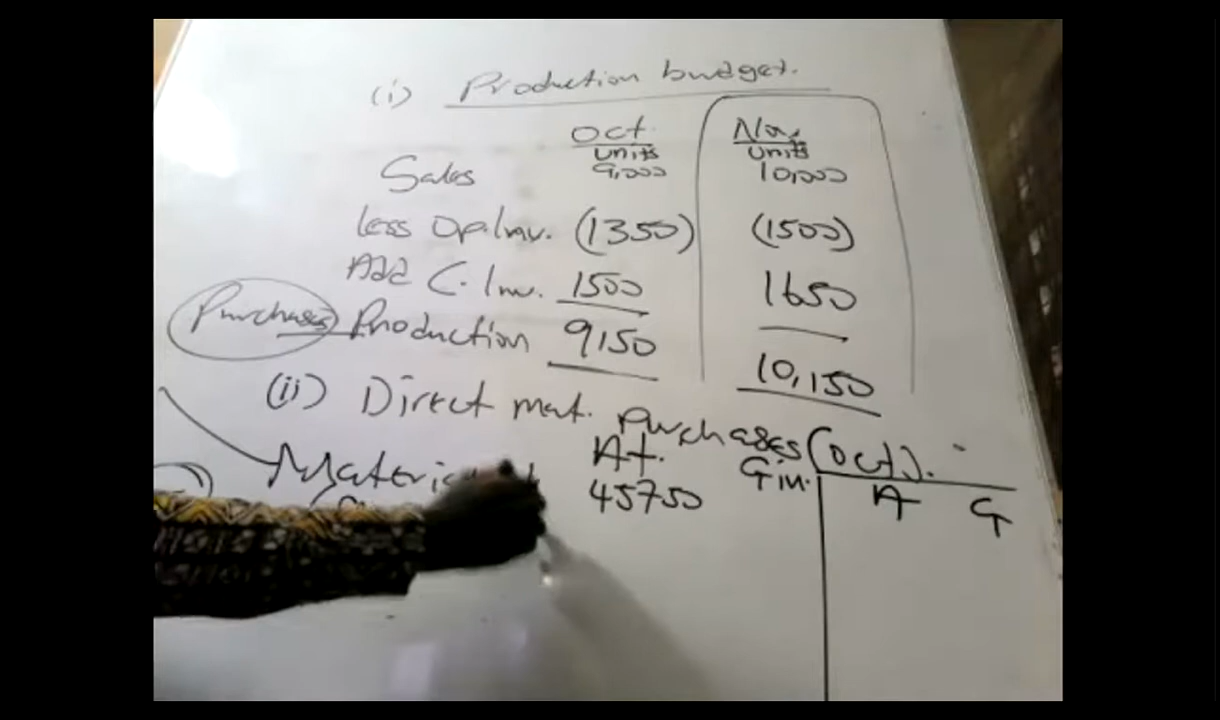 (i) Production budget.
Oct. Nov.
units units
Sales 9,000 10,000
less Op. Inv. (1350) (1500)
Add C. Inv. 1500 1650
Purchases Production 9150 10,150
(ii) Direct mat. Purchases (Oct).
At. Gin. A G
45750